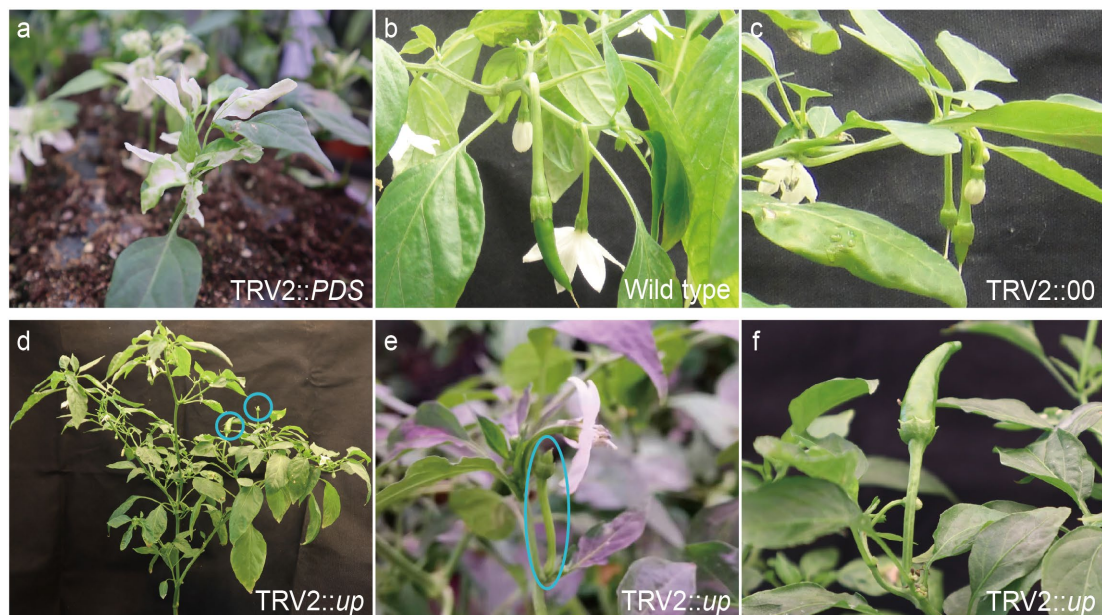 a
TRV2::PDS
b
Wild type
c
TRV2::00
d
TRV2::up
e
TRV2::up
f
TRV2::up